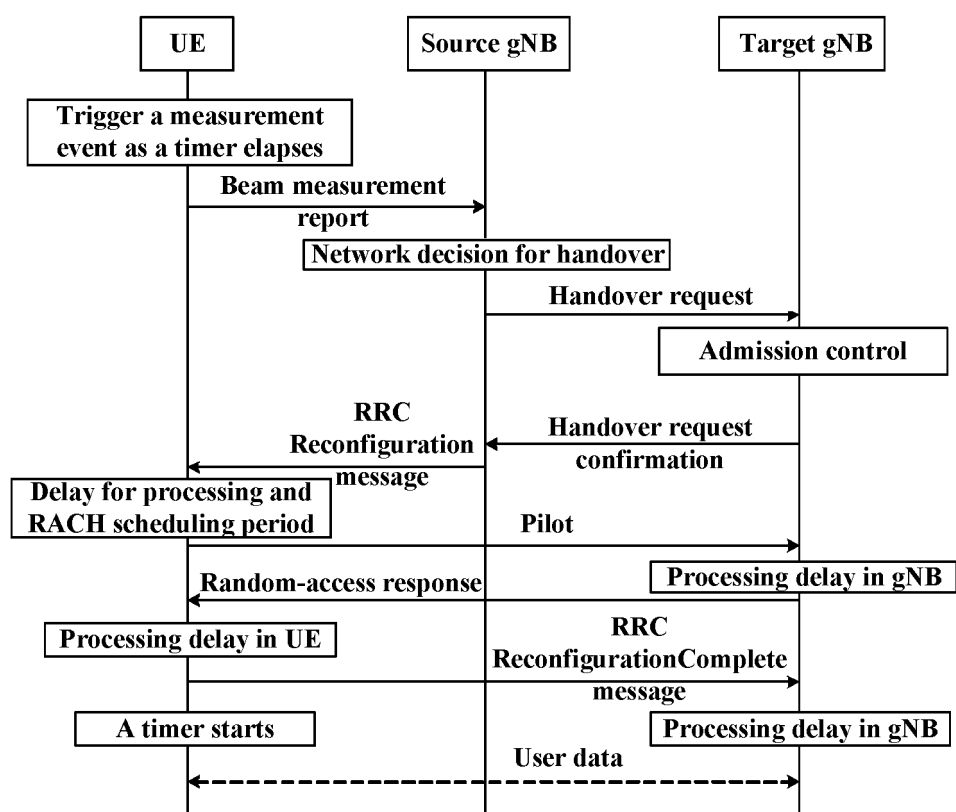 UE
Source gNB
Target gNB
Trigger a measurement
event as a timer elapses
Beam measurement
report
Network decision for handover
Handover request
Admission control
RRC
Reconfiguration
message
Handover request
confirmation
Delay for processing and
RACH scheduling period
Pilot
Processing delay in gNB
Random-access response
Processing delay in UE
RRC
ReconfigurationComplete
message
A timer starts
Processing delay in gNB
User data